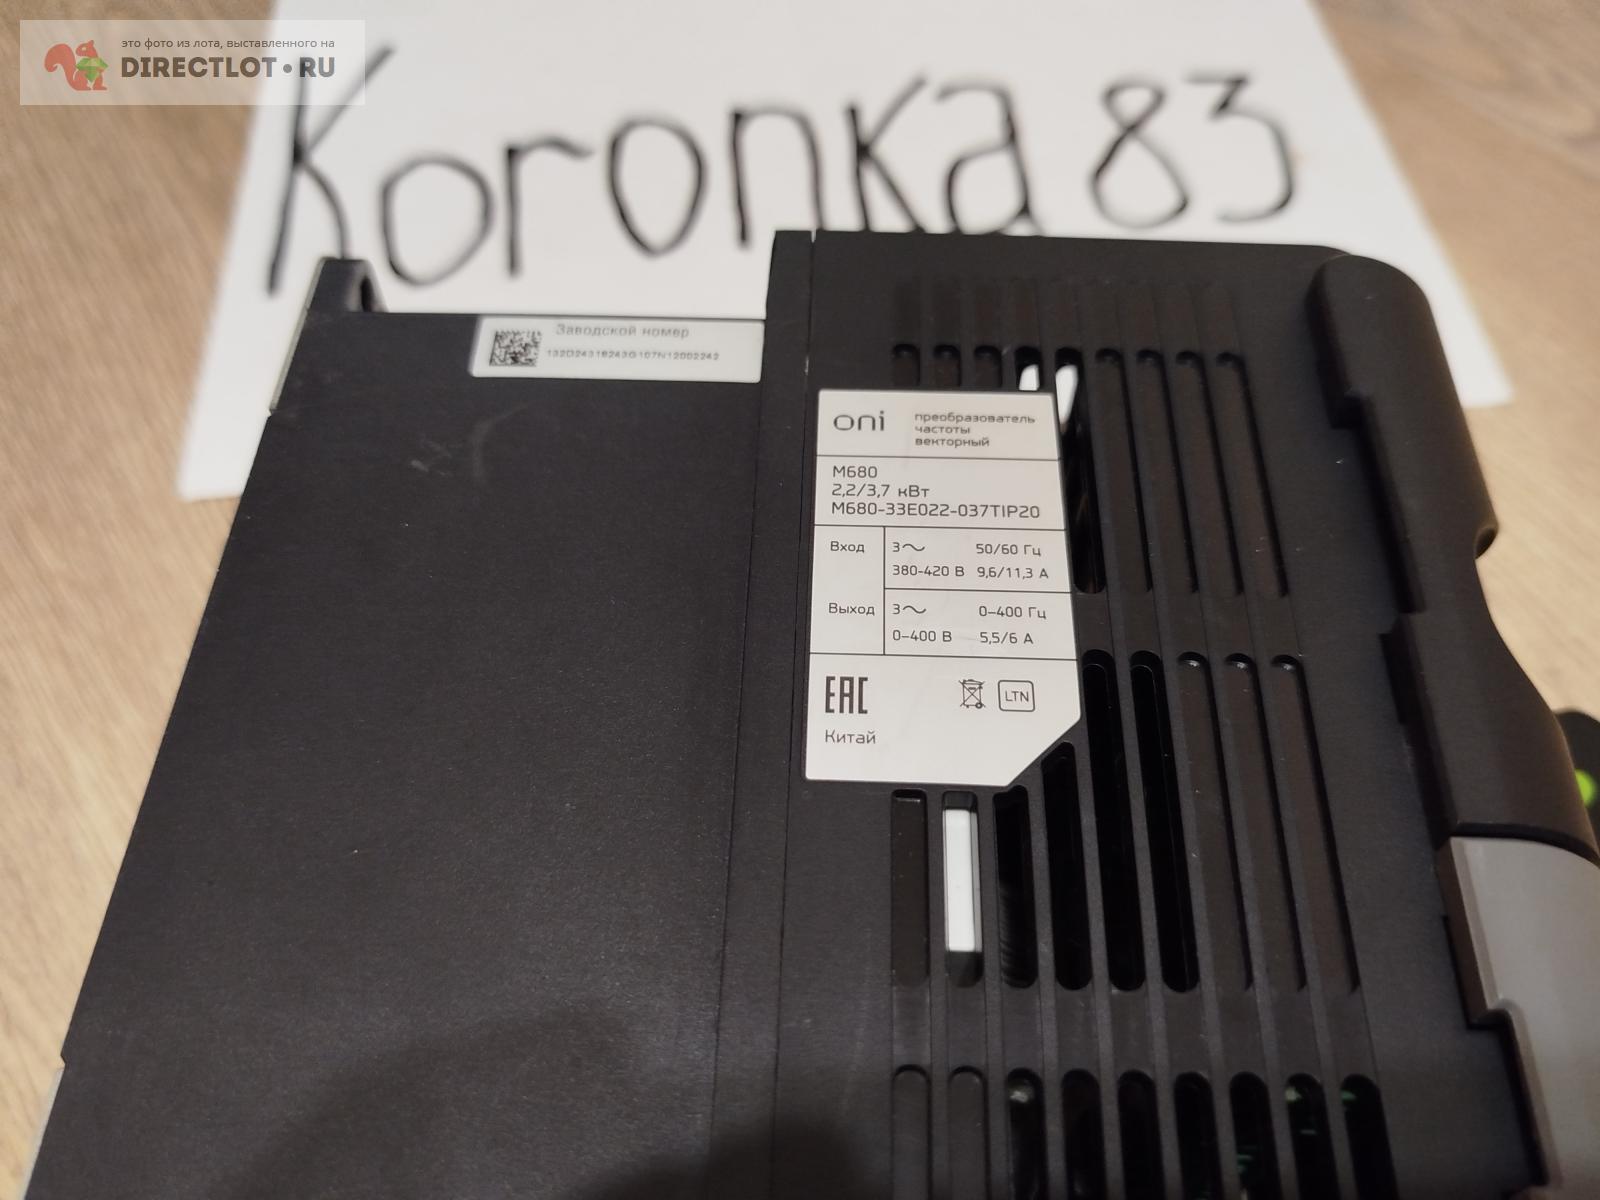 это фото из лота, выставленного на
DIRECTLOT•RU
Koronka 83
Заводской номер
132D24318243G107N12002242
oni
преобразователь
частоты
векторный
M680
2,2/3,7 кВт
M680-33E022-037TIP20
Вход 3~ 50/60 Гц
380-420 В 9,6/11,3 А
Выход 3~ 0–400 Гц
0–400 В 5,5/6 А
EAC
LTN
Китай